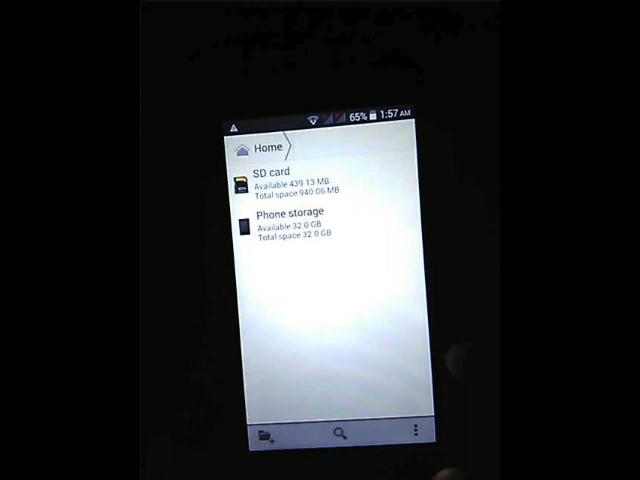 65% 1:57 AM
Home
SD card
Available 439.13 MB
Total space 940.06 MB
Phone storage
Available 32.0 GB
Total space 32.0 GB